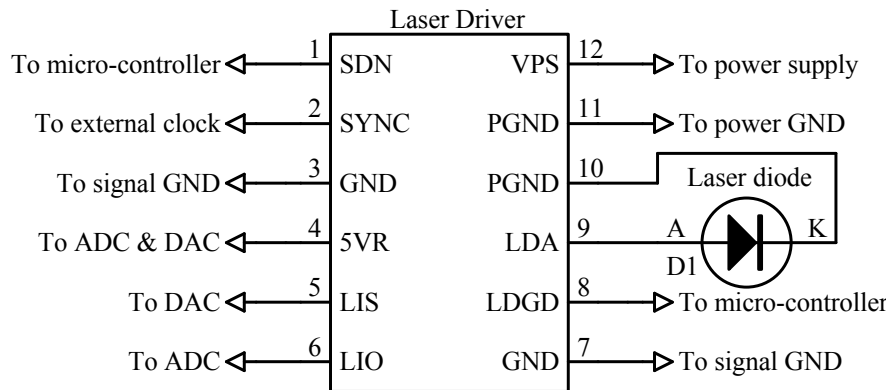 Laser Driver
To micro-controller 1 SDN VPS 12 To power supply
To external clock 2 SYNC PGND 11 To power GND
To signal GND 3 GND PGND 10
Laser diode
To ADC & DAC 4 5VR LDA 9 A K
D1
To DAC 5 LIS LDGD 8 To micro-controller
To ADC 6 LIO GND 7 To signal GND